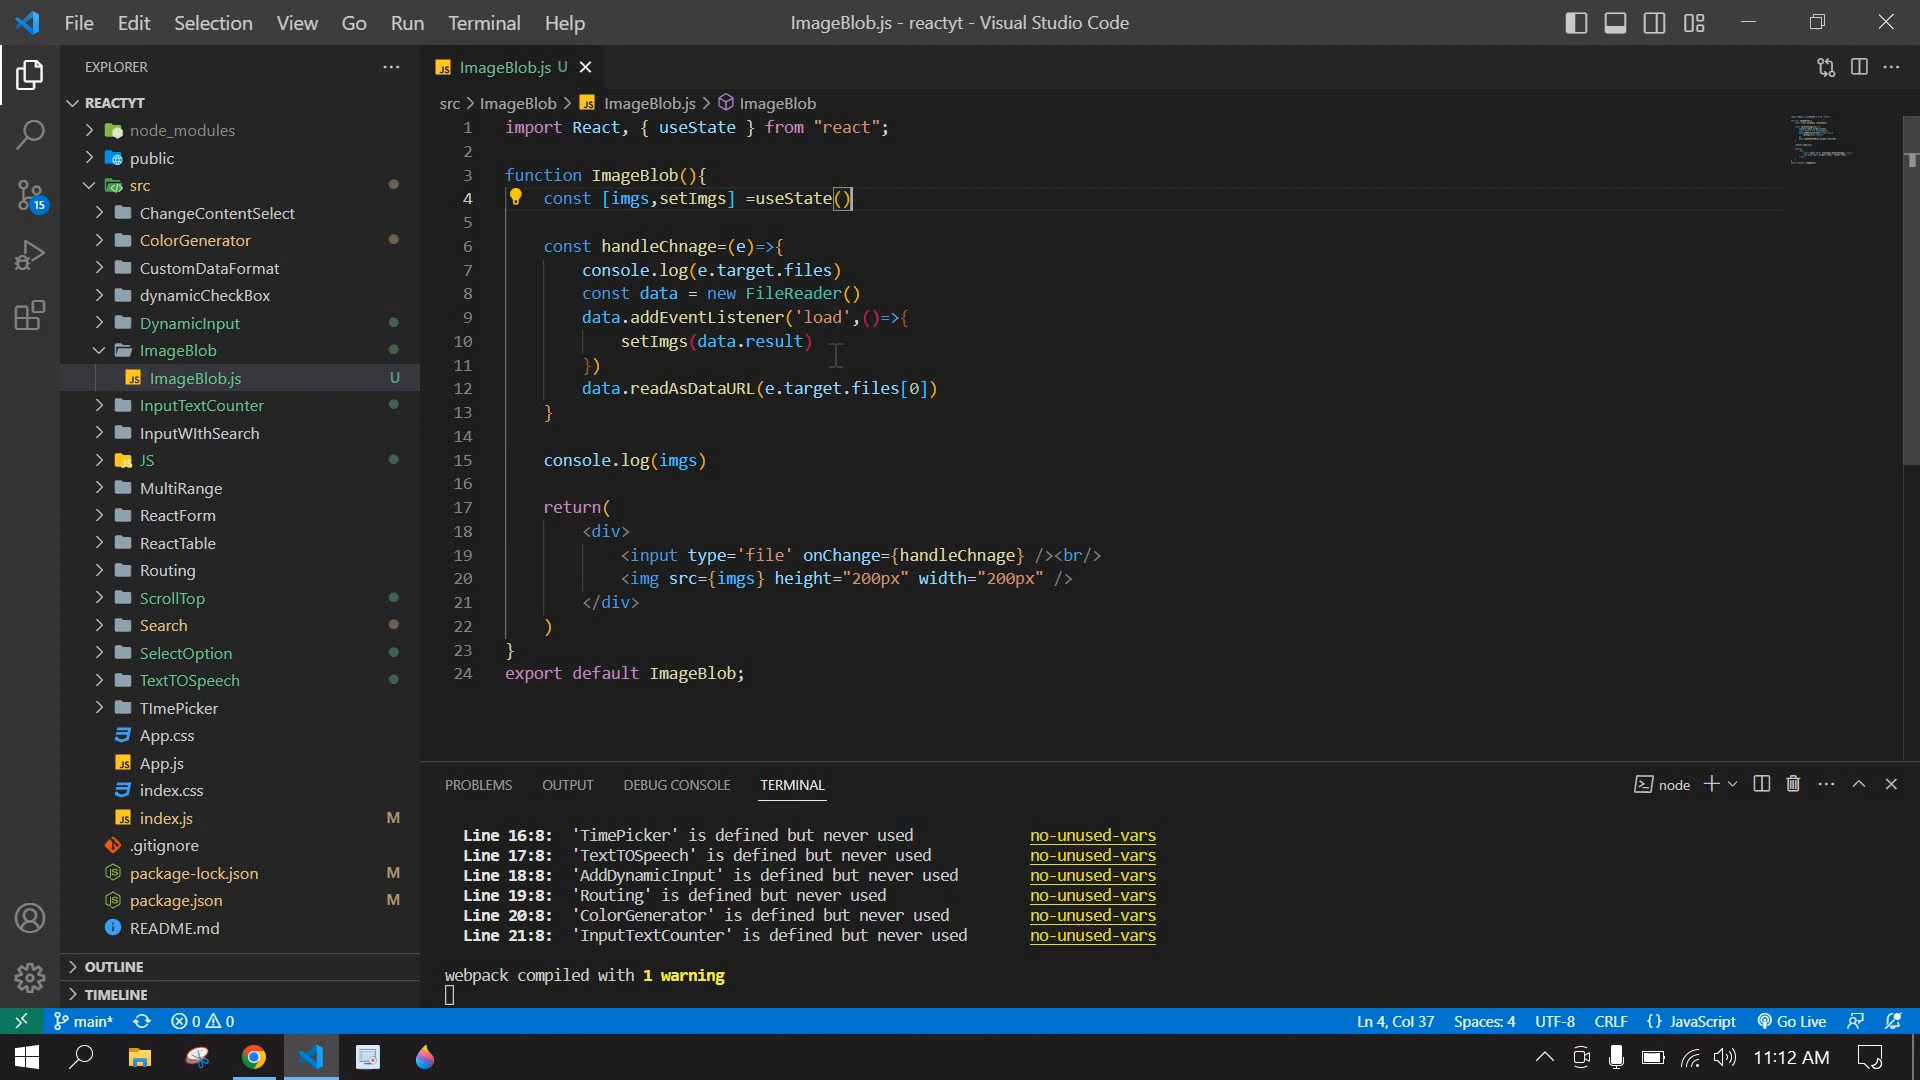 File Edit Selection View Go Run Terminal Help
ImageBlob.js - reactyt - Visual Studio Code
EXPLORER
REACTYT
node_modules
public
src
ChangeContentSelect
ColorGenerator
CustomDataFormat
dynamicCheckBox
DynamicInput
ImageBlob
ImageBlob.js U
InputTextCounter
InputWIthSearch
JS
MultiRange
ReactForm
ReactTable
Routing
ScrollTop
Search
SelectOption
TextTOSpeech
TImePicker
App.css
App.js
index.css
index.js M
.gitignore
package-lock.json M
package.json M
README.md
OUTLINE
TIMELINE
15
ImageBlob.js U
src > ImageBlob > JS ImageBlob.js > ImageBlob
1 import React, { useState } from "react";
2
3 function ImageBlob(){
4 const [imgs,setImgs] =useState()
5
6 const handleChnage=(e)=>{
7 console.log(e.target.files)
8 const data = new FileReader()
9 data.addEventListener('load',()=>{
10 setImgs(data.result)
11 })
12 data.readAsDataURL(e.target.files[0])
13 }
14
15 console.log(imgs)
16
17 return(
18 <div>
19 <input type='file' onChange={handleChnage} /><br/>
20 <img src={imgs} height="200px" width="200px" />
21 </div>
22 )
23 }
24 export default ImageBlob;
PROBLEMS OUTPUT DEBUG CONSOLE TERMINAL
node
Line 16:8: 'TimePicker' is defined but never used no-unused-vars
Line 17:8: 'TextTOSpeech' is defined but never used no-unused-vars
Line 18:8: 'AddDynamicInput' is defined but never used no-unused-vars
Line 19:8: 'Routing' is defined but never used no-unused-vars
Line 20:8: 'ColorGenerator' is defined but never used no-unused-vars
Line 21:8: 'InputTextCounter' is defined but never used no-unused-vars
webpack compiled with 1 warning
main* 0 0
Ln 4, Col 37 Spaces: 4 UTF-8 CRLF {} JavaScript Go Live
11:12 AM